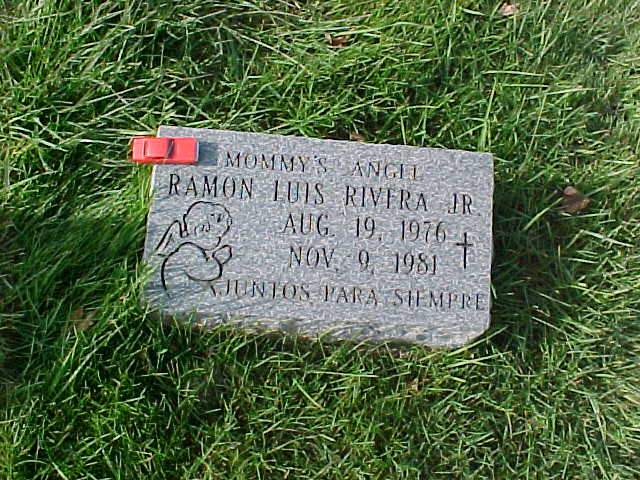 MOMMY'S ANGEL
RAMON LUIS RIVERA JR.
AUG. 19, 1976
NOV. 9, 1981
JUNTOS PARA SIEMPRE